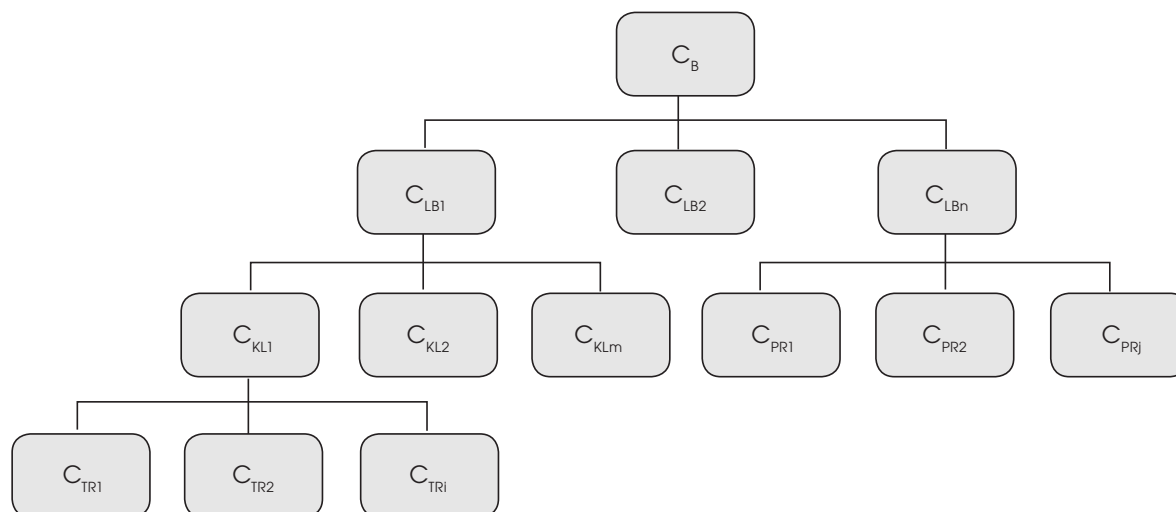 C_B
C_LB1 C_LB2 C_LBn
C_KL1 C_KL2 C_KLm C_PR1 C_PR2 C_PRj
C_TR1 C_TR2 C_TRi